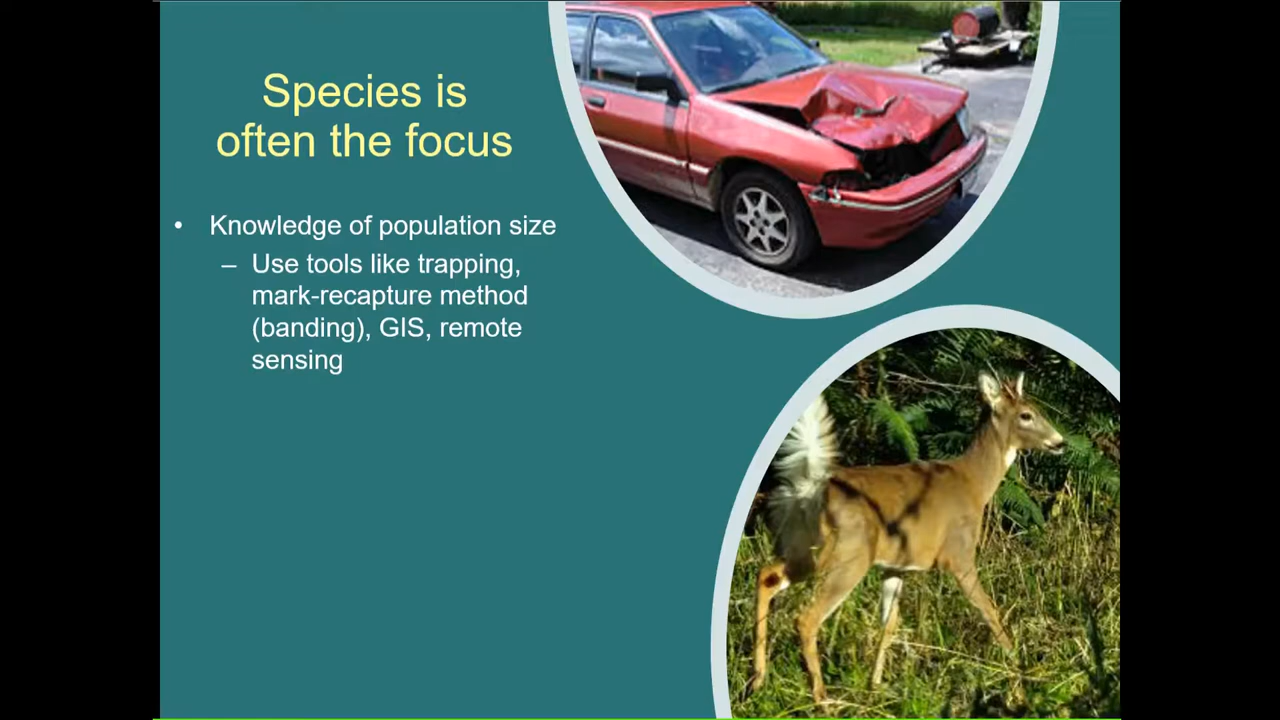 Species is
often the focus
• Knowledge of population size
– Use tools like trapping,
mark-recapture method
(banding), GIS, remote
sensing